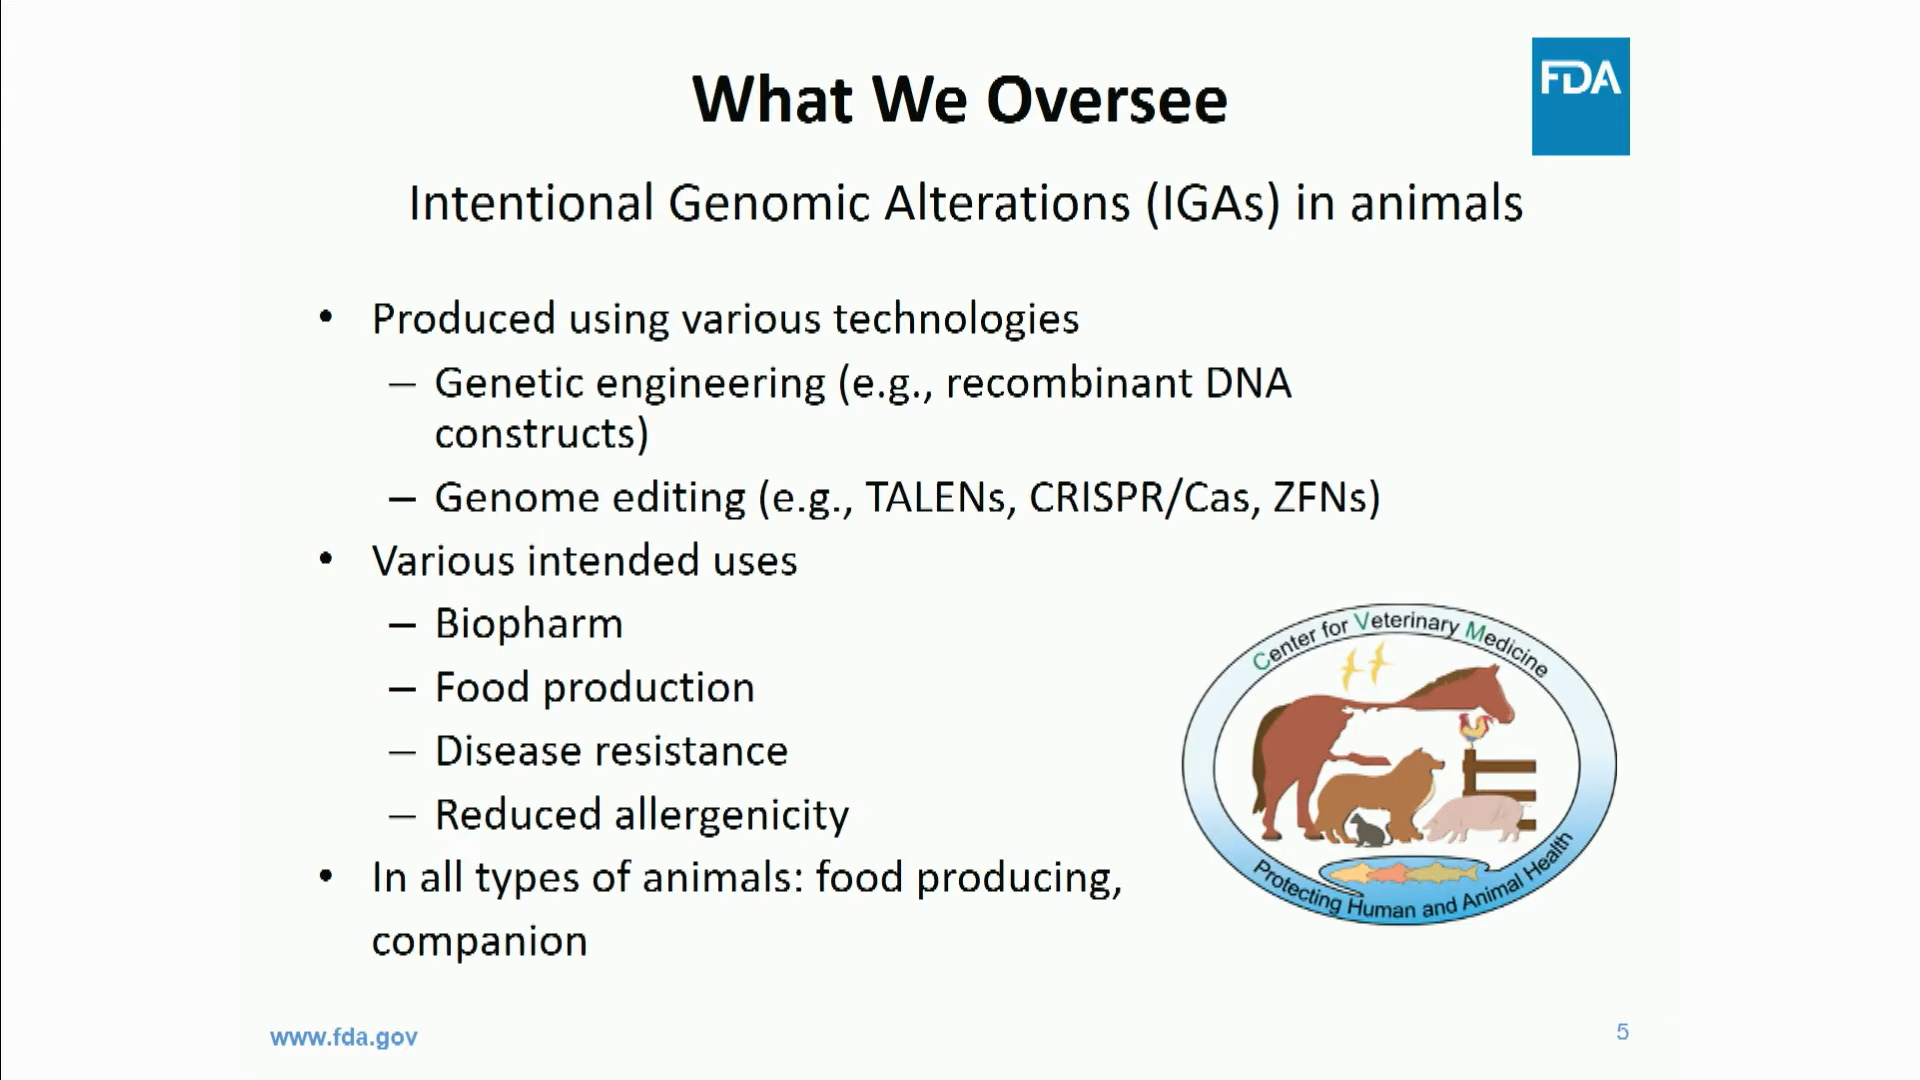 FDA
What We Oversee
Intentional Genomic Alterations (IGAs) in animals
• Produced using various technologies
– Genetic engineering (e.g., recombinant DNA
constructs)
– Genome editing (e.g., TALENs, CRISPR/Cas, ZFNs)
• Various intended uses
– Biopharm
– Food production
– Disease resistance
– Reduced allergenicity
• In all types of animals: food producing,
companion
Center for Veterinary Medicine
Protecting Human and Animal Health
www.fda.gov
5